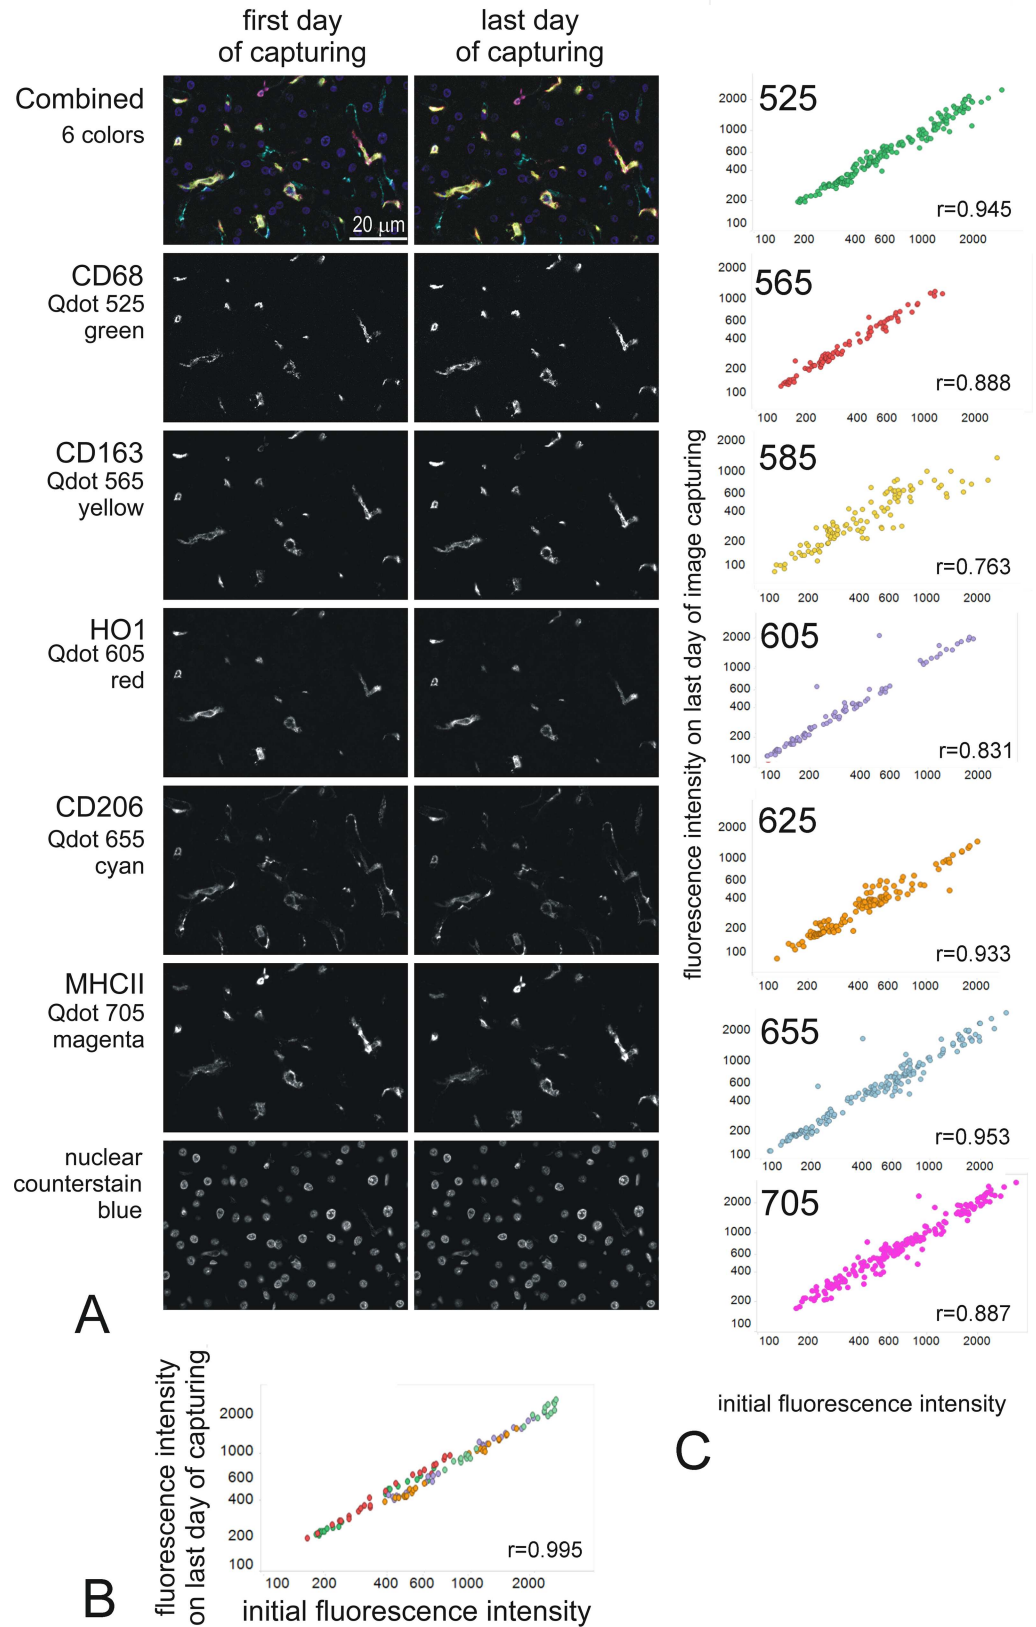 first day
of capturing
last day
of capturing
Combined
6 colors
20 μm
CD68
Qdot 525
green
CD163
Qdot 565
yellow
HO1
Qdot 605
red
CD206
Qdot 655
cyan
MHCII
Qdot 705
magenta
nuclear
counterstain
blue
A
fluorescence intensity
on last day of capturing
2000
1000
600
400
200
100
r=0.995
100 200 400 600 1000 2000
initial fluorescence intensity
B
fluorescence intensity on last day of image capturing
525
2000
1000
600
400
200
100
r=0.945
100 200 400 600 1000 2000
565
2000
1000
600
400
200
100
r=0.888
100 200 400 600 1000 2000
585
2000
1000
600
400
200
100
r=0.763
100 200 400 600 1000 2000
605
2000
1000
600
400
200
100
r=0.831
100 200 400 600 1000 2000
625
2000
1000
600
400
200
100
r=0.933
100 200 400 600 1000 2000
655
2000
1000
600
400
200
100
r=0.953
100 200 400 600 1000 2000
705
2000
1000
600
400
200
100
r=0.887
100 200 400 600 1000 2000
initial fluorescence intensity
C